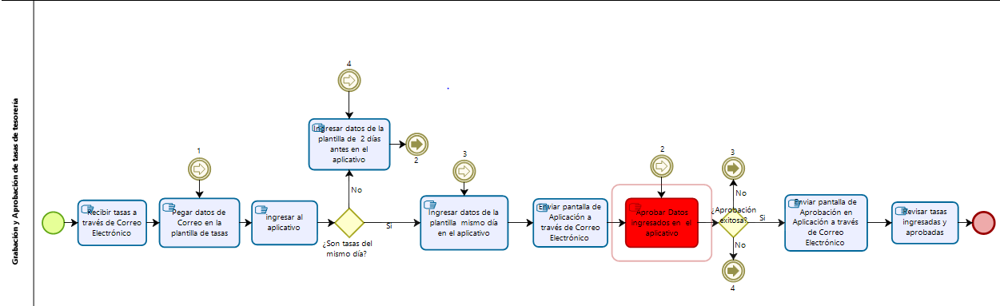 Grabación y Aprobación de tasas de tesorería
Recibir tasas a
través de Correo
Electrónico
1
Pegar datos de
Correo en la
plantilla de tasas
ingresar al
aplicativo
¿Son tasas del
mismo día?
No
Si
4
Ingresar datos de la
plantilla de 2 días
antes en el
aplicativo
2
3
Ingresar datos de la
plantilla mismo día
en el aplicativo
Enviar pantalla de
Aplicación a
través de Correo
Electrónico
2
Aprobar Datos
ingresados en el
aplicativo
¿Aprobación
exitosa?
3
No
Si
No
4
Enviar pantalla de
Aprobación en
Aplicación a través
de Correo
Electrónico
Revisar tasas
ingresadas y
aprobadas